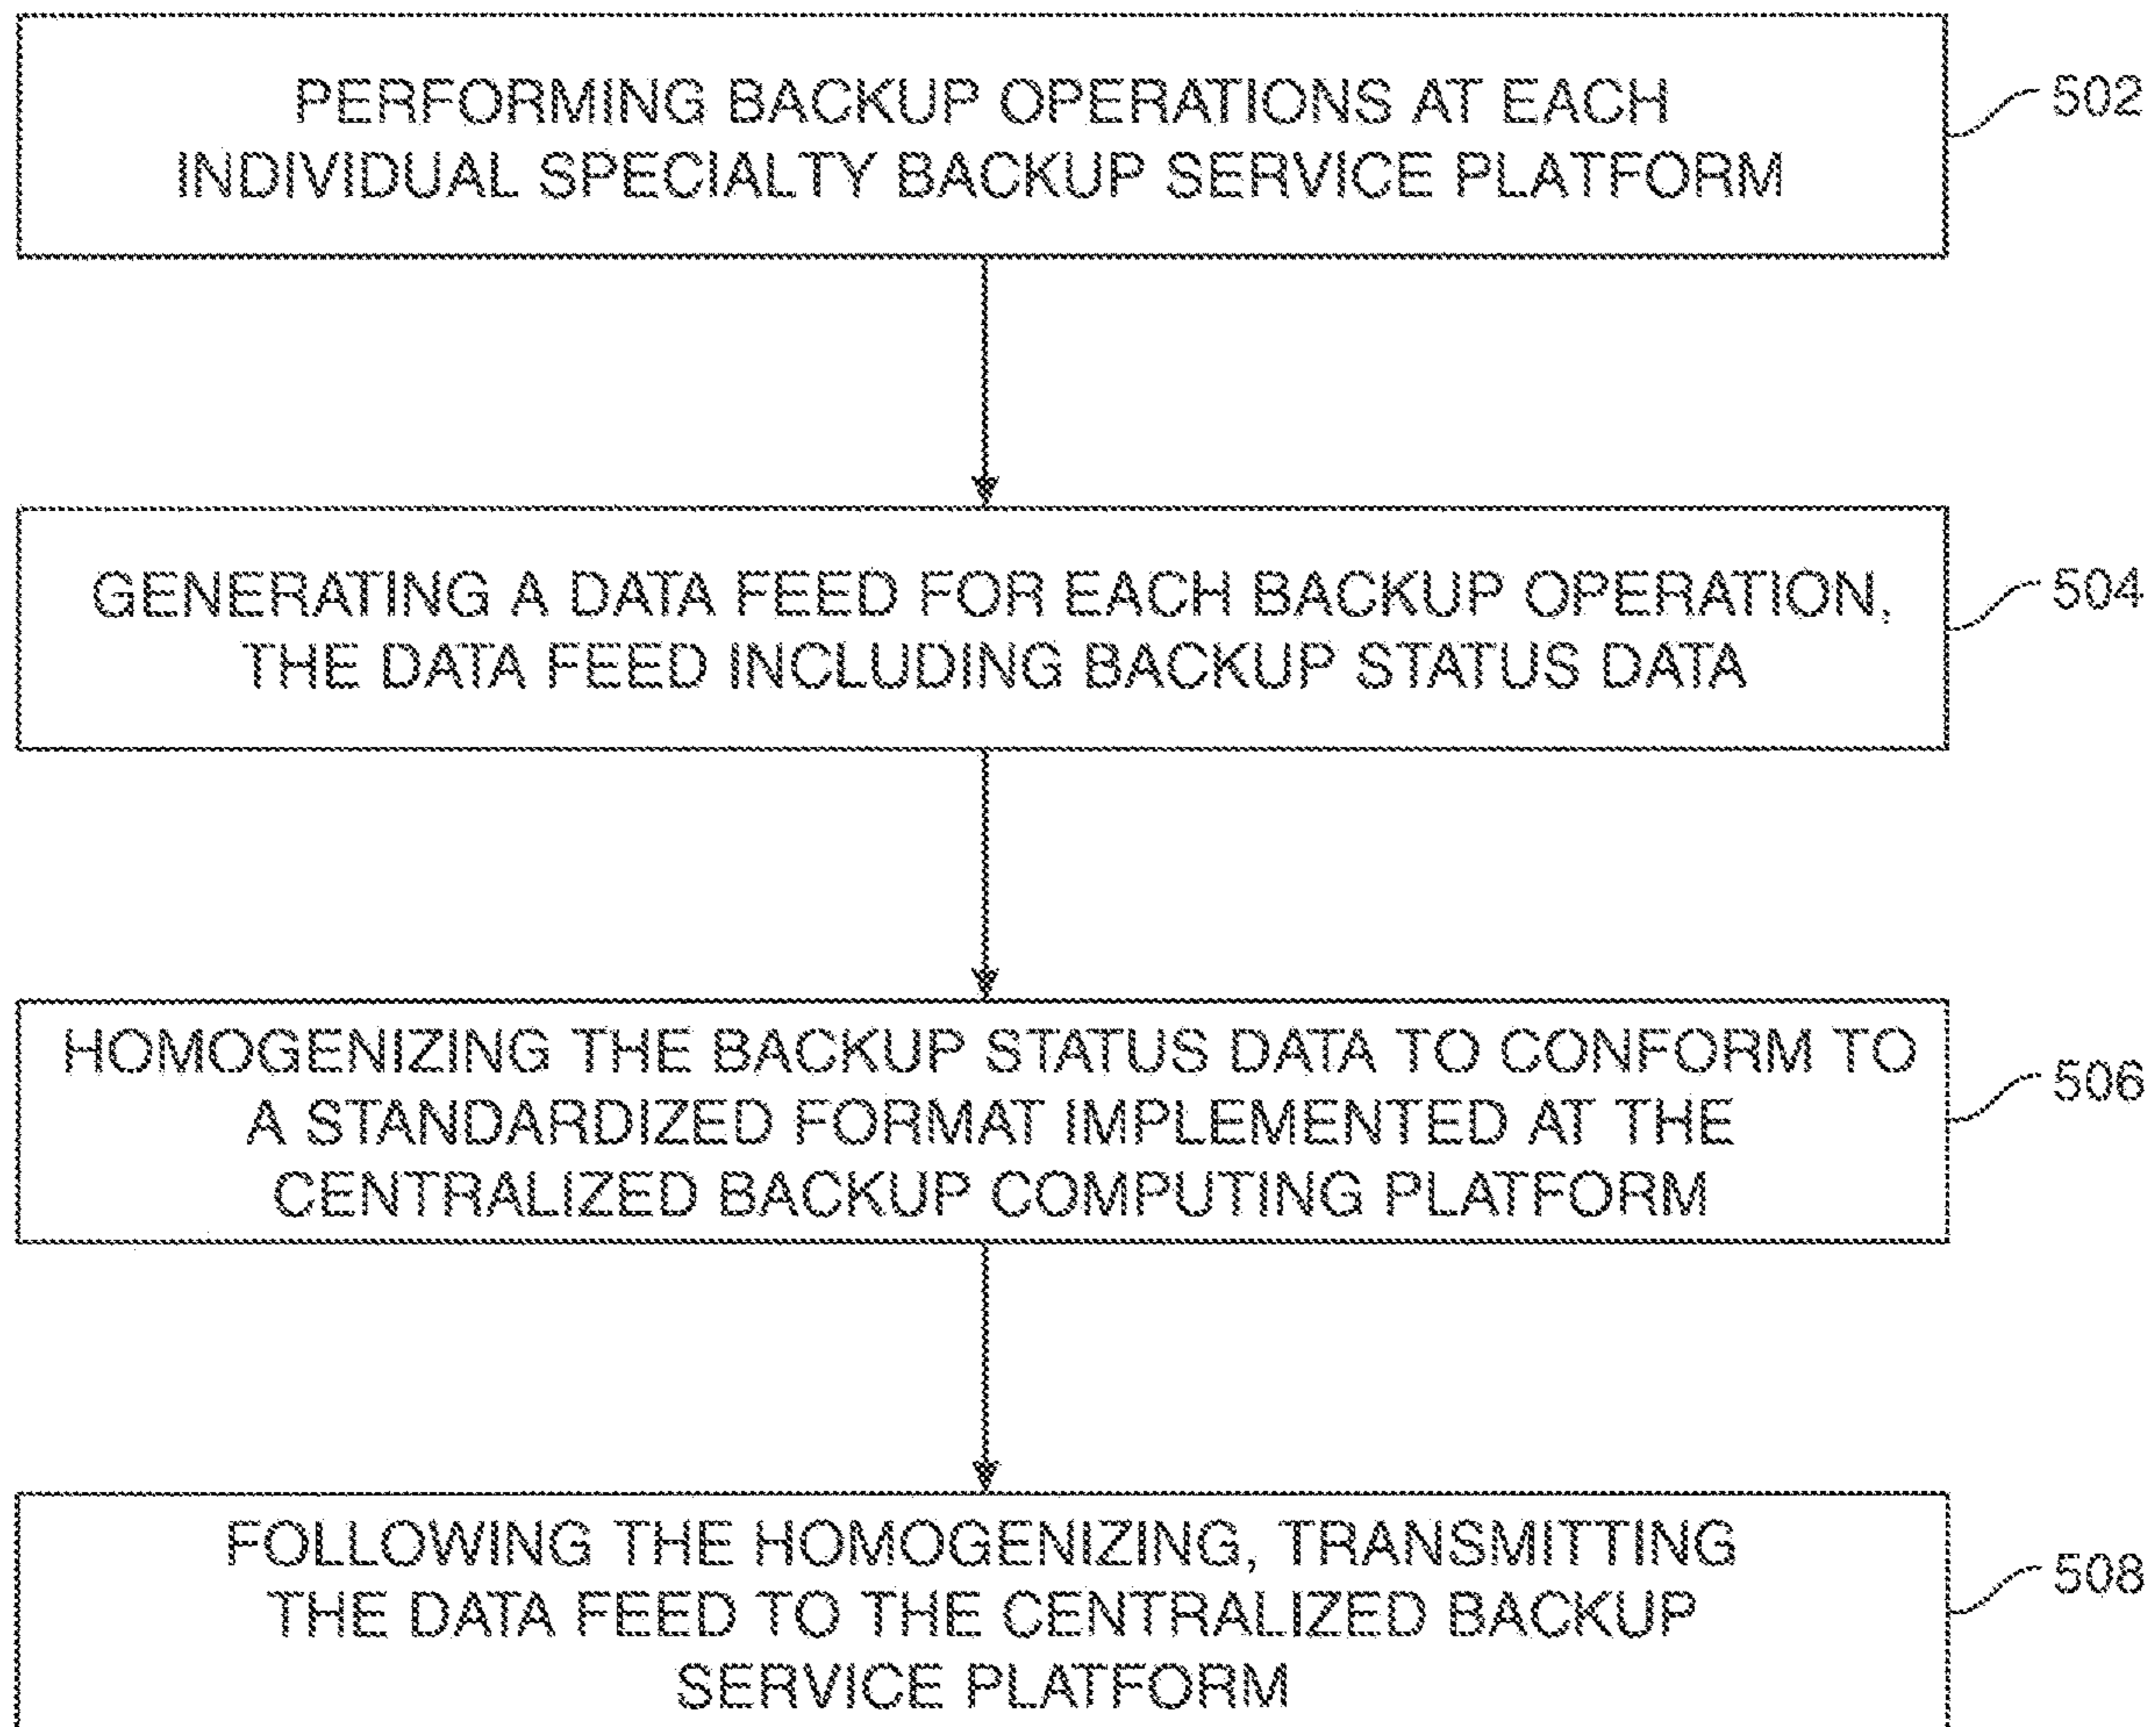 PERFORMING BACKUP OPERATIONS AT EACH
INDIVIDUAL SPECIALTY BACKUP SERVICE PLATFORM
502
GENERATING A DATA FEED FOR EACH BACKUP OPERATION,
THE DATA FEED INCLUDING BACKUP STATUS DATA
504
HOMOGENIZING THE BACKUP STATUS DATA TO CONFORM TO
A STANDARDIZED FORMAT IMPLEMENTED AT THE
CENTRALIZED BACKUP COMPUTING PLATFORM
506
FOLLOWING THE HOMOGENIZING, TRANSMITTING
THE DATA FEED TO THE CENTRALIZED BACKUP
SERVICE PLATFORM
508